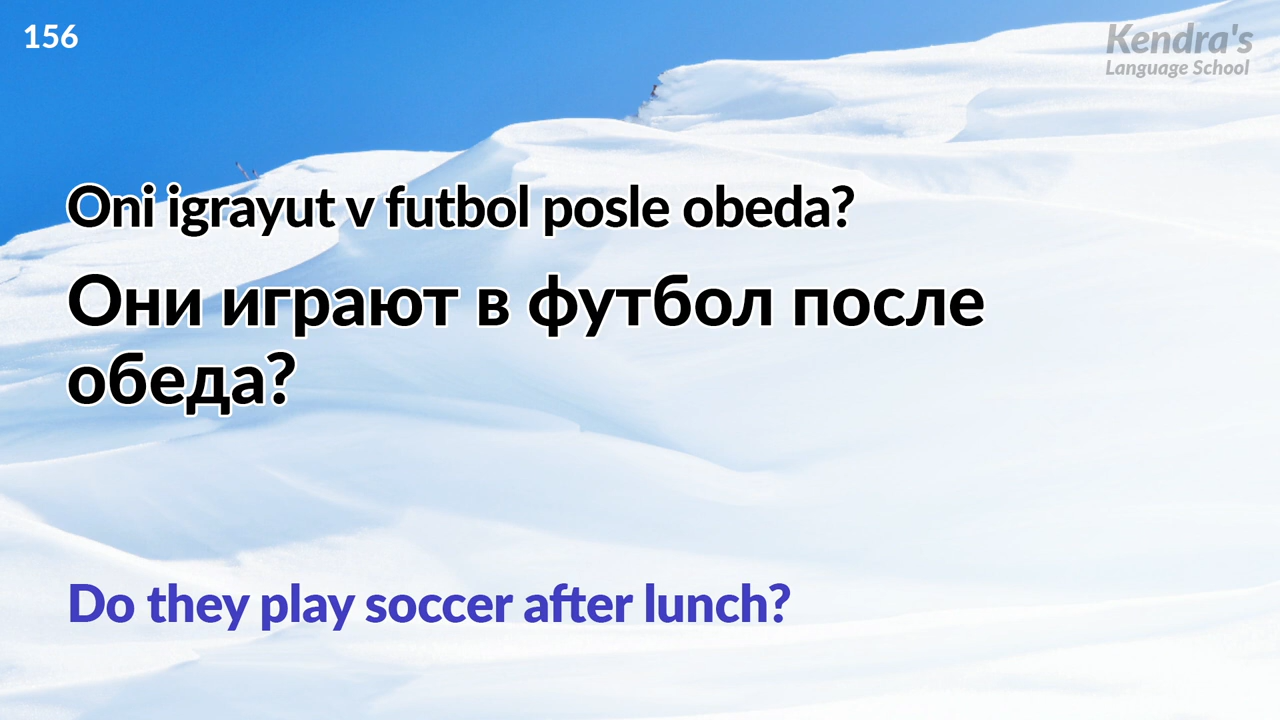 156
Kendra's
Language School
Oni igrayut v futbol posle obeda?
Они играют в футбол после
обеда?
Do they play soccer after lunch?